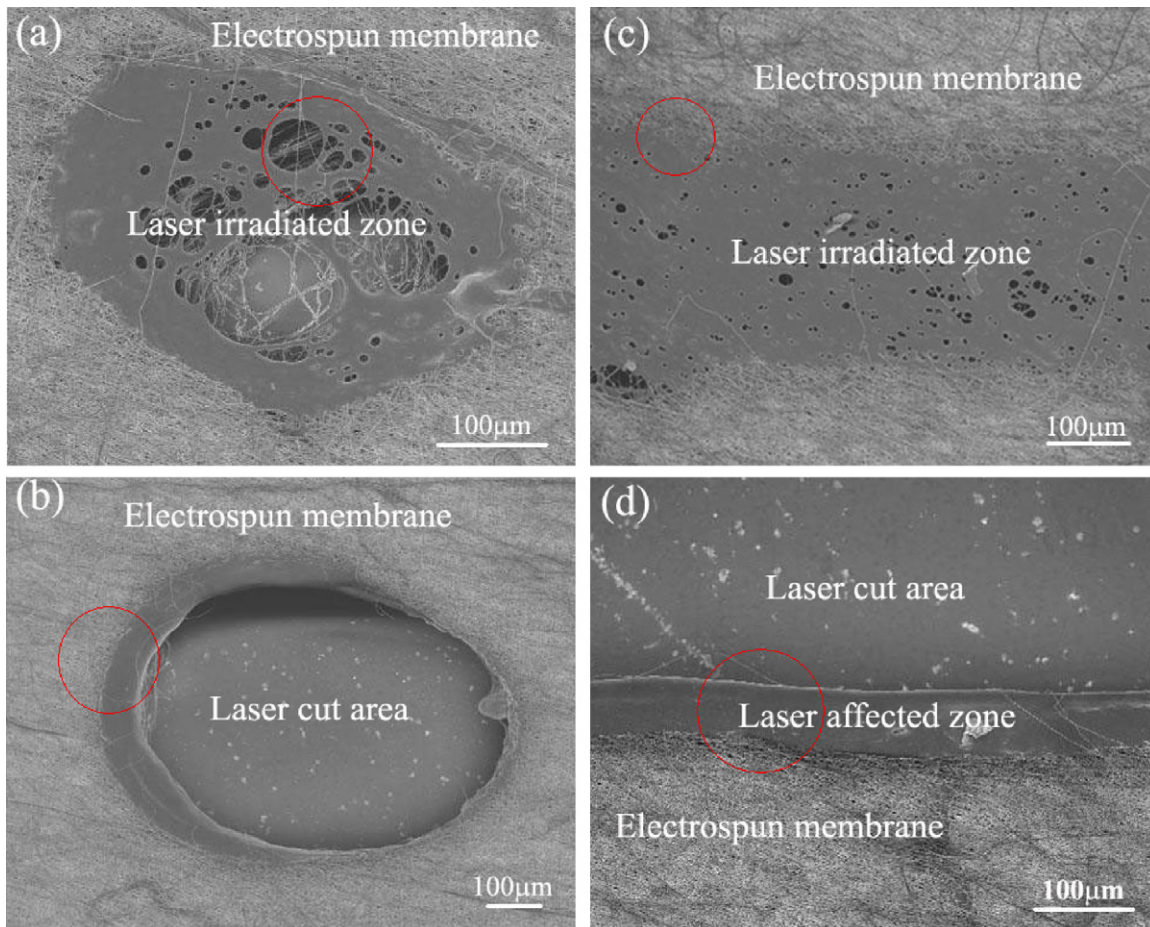 (a)
Electrospun membrane
Laser irradiated zone
100μm
(c)
Electrospun membrane
Laser irradiated zone
100μm
(b)
Electrospun membrane
Laser cut area
100μm
(d)
Laser cut area
Laser affected zone
Electrospun membrane
100μm